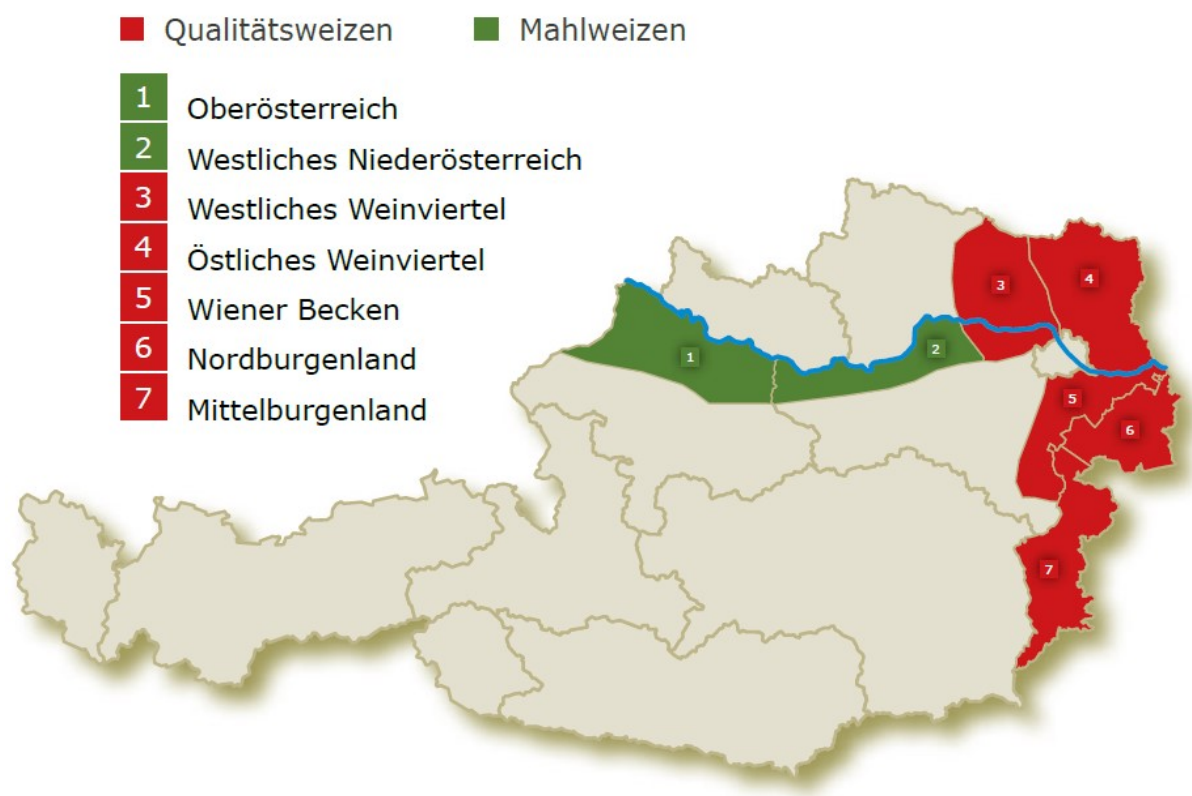 Qualitätsweizen Mahlweizen
1 Oberösterreich
2 Westliches Niederösterreich
3 Westliches Weinviertel
4 Östliches Weinviertel
5 Wiener Becken
6 Nordburgenland
7 Mittelburgenland
3
4
1
2
5
6
7